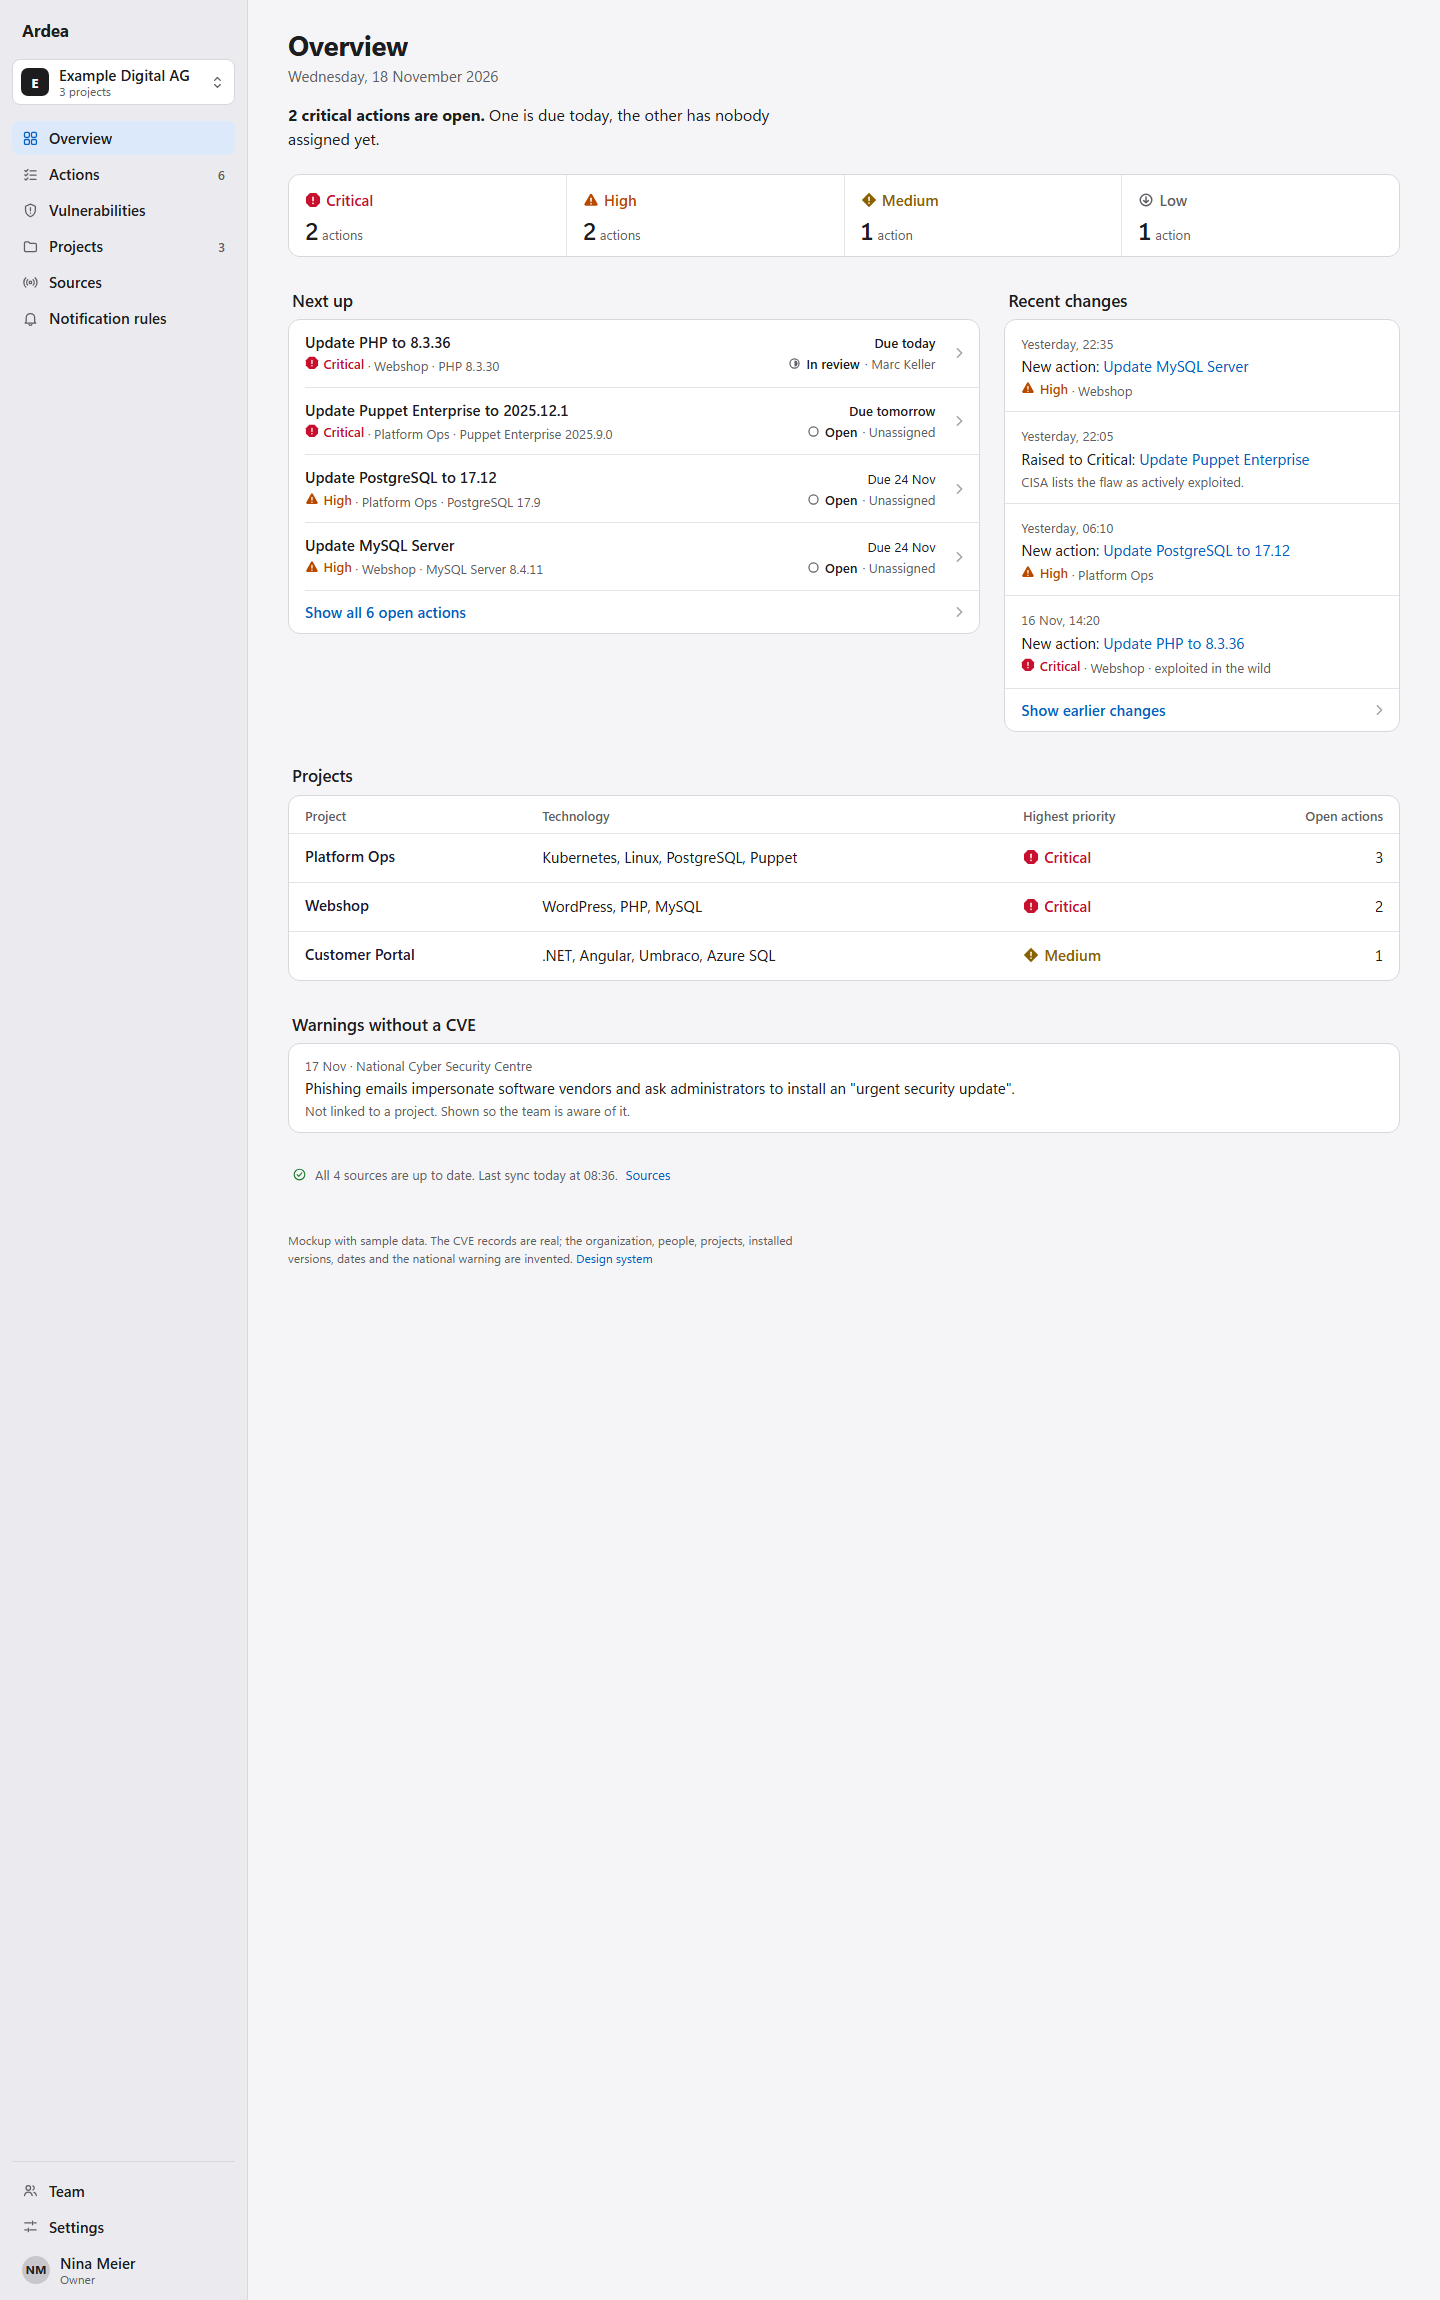 Ardea
E
Example Digital AG
3 projects
Overview
Actions 6
Vulnerabilities
Projects 3
Sources
Notification rules
Team
Settings
NM
Nina Meier
Owner
Overview
Wednesday, 18 November 2026
2 critical actions are open. One is due today, the other has nobody
assigned yet.
Critical
2 actions
High
2 actions
Medium
1 action
Low
1 action
Next up
Update PHP to 8.3.36
Critical · Webshop · PHP 8.3.30
Due today
In review · Marc Keller
Update Puppet Enterprise to 2025.12.1
Critical · Platform Ops · Puppet Enterprise 2025.9.0
Due tomorrow
Open · Unassigned
Update PostgreSQL to 17.12
High · Platform Ops · PostgreSQL 17.9
Due 24 Nov
Open · Unassigned
Update MySQL Server
High · Webshop · MySQL Server 8.4.11
Due 24 Nov
Open · Unassigned
Show all 6 open actions
Recent changes
Yesterday, 22:35
New action: Update MySQL Server
High · Webshop
Yesterday, 22:05
Raised to Critical: Update Puppet Enterprise
CISA lists the flaw as actively exploited.
Yesterday, 06:10
New action: Update PostgreSQL to 17.12
High · Platform Ops
16 Nov, 14:20
New action: Update PHP to 8.3.36
Critical · Webshop · exploited in the wild
Show earlier changes
Projects
Project Technology Highest priority Open actions
Platform Ops Kubernetes, Linux, PostgreSQL, Puppet Critical 3
Webshop WordPress, PHP, MySQL Critical 2
Customer Portal .NET, Angular, Umbraco, Azure SQL Medium 1
Warnings without a CVE
17 Nov · National Cyber Security Centre
Phishing emails impersonate software vendors and ask administrators to install an "urgent security update".
Not linked to a project. Shown so the team is aware of it.
All 4 sources are up to date. Last sync today at 08:36. Sources
Mockup with sample data. The CVE records are real; the organization, people, projects, installed
versions, dates and the national warning are invented. Design system